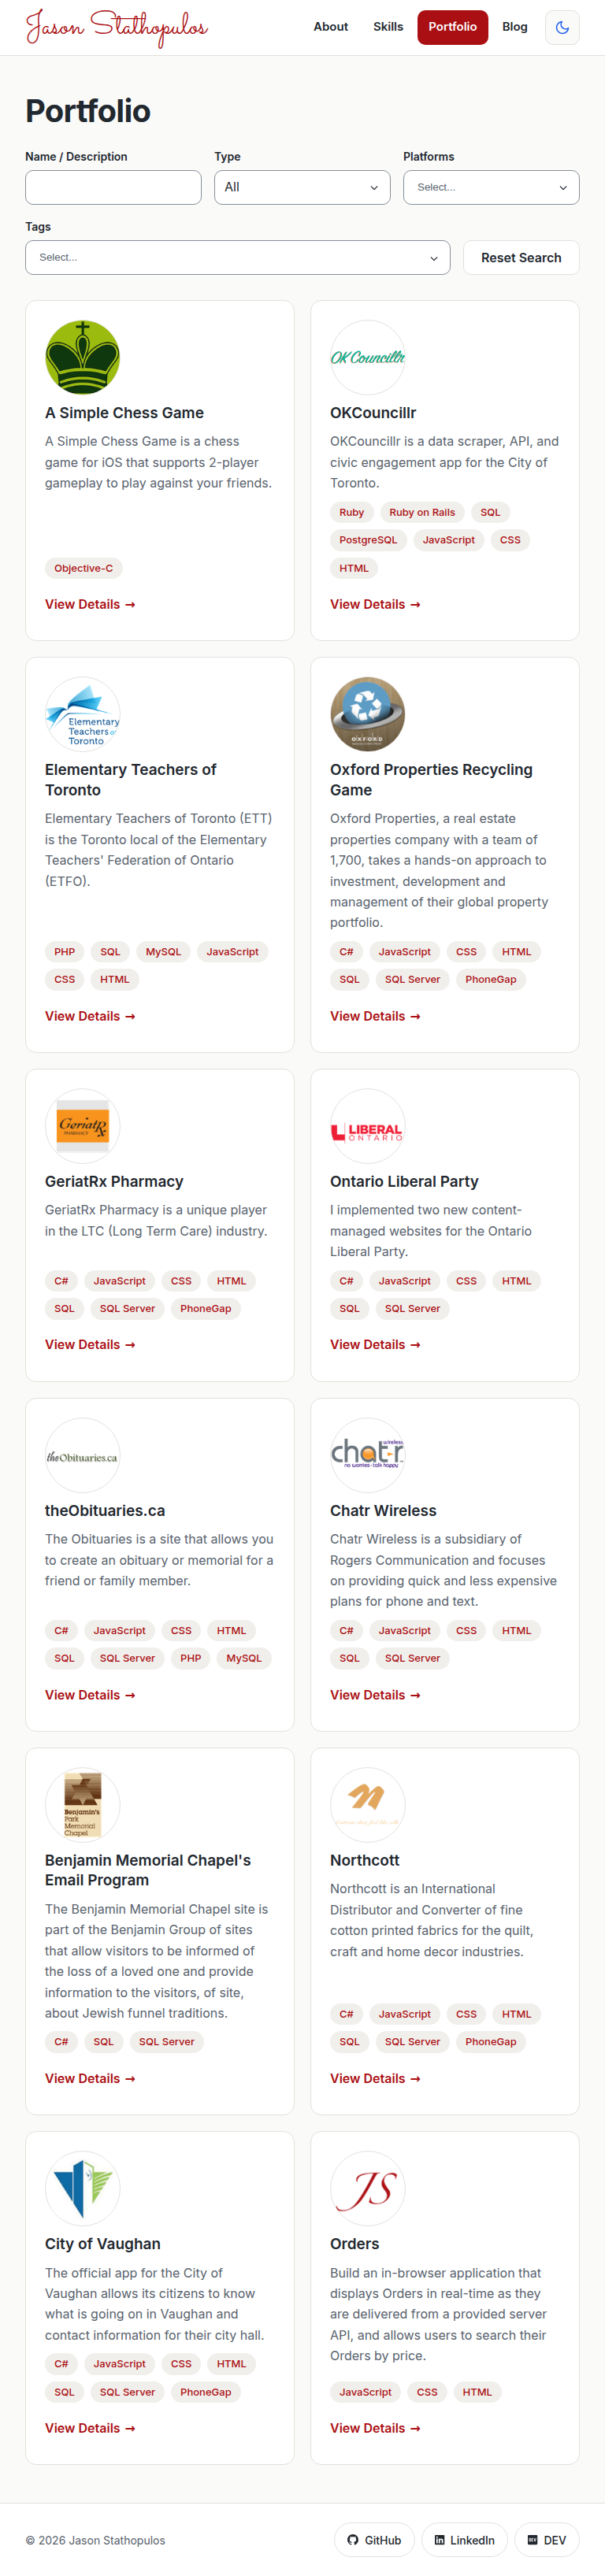 Jason Stathopulos
About Skills Portfolio Blog
Portfolio
Name / Description Type Platforms
All Select...
Tags
Select... Reset Search
A Simple Chess Game
A Simple Chess Game is a chess
game for iOS that supports 2-player
gameplay to play against your friends.
Objective-C
View Details →
OK Councillr
OKCouncillr
OKCouncillr is a data scraper, API, and
civic engagement app for the City of
Toronto.
Ruby Ruby on Rails SQL
PostgreSQL JavaScript CSS
HTML
View Details →
Elementary
Teachers of
Toronto
Elementary Teachers of
Toronto
Elementary Teachers of Toronto (ETT)
is the Toronto local of the Elementary
Teachers' Federation of Ontario
(ETFO).
PHP SQL MySQL JavaScript
CSS HTML
View Details →
OXFORD
Oxford Properties Recycling
Game
Oxford Properties, a real estate
properties company with a team of
1,700, takes a hands-on approach to
investment, development and
management of their global property
portfolio.
C# JavaScript CSS HTML
SQL SQL Server PhoneGap
View Details →
GeriatRx
PHARMACY
GeriatRx Pharmacy
GeriatRx Pharmacy is a unique player
in the LTC (Long Term Care) industry.
C# JavaScript CSS HTML
SQL SQL Server PhoneGap
View Details →
LIBERAL
ONTARIO
Ontario Liberal Party
I implemented two new content-
managed websites for the Ontario
Liberal Party.
C# JavaScript CSS HTML
SQL SQL Server
View Details →
theObituaries.ca
theObituaries.ca
The Obituaries is a site that allows you
to create an obituary or memorial for a
friend or family member.
C# JavaScript CSS HTML
SQL SQL Server PHP MySQL
View Details →
wireless
chatr
no worries · talk happy
Chatr Wireless
Chatr Wireless is a subsidiary of
Rogers Communication and focuses
on providing quick and less expensive
plans for phone and text.
C# JavaScript CSS HTML
SQL SQL Server
View Details →
Benjamin's
Park
Memorial
Chapel
Benjamin Memorial Chapel's
Email Program
The Benjamin Memorial Chapel site is
part of the Benjamin Group of sites
that allow visitors to be informed of
the loss of a loved one and provide
information to the visitors, of site,
about Jewish funnel traditions.
C# SQL SQL Server
View Details →
n
Northcott
Northcott is an International
Distributor and Converter of fine
cotton printed fabrics for the quilt,
craft and home decor industries.
C# JavaScript CSS HTML
SQL SQL Server PhoneGap
View Details →
City of Vaughan
The official app for the City of
Vaughan allows its citizens to know
what is going on in Vaughan and
contact information for their city hall.
C# JavaScript CSS HTML
SQL SQL Server PhoneGap
View Details →
JS
Orders
Build an in-browser application that
displays Orders in real-time as they
are delivered from a provided server
API, and allows users to search their
Orders by price.
JavaScript CSS HTML
View Details →
© 2026 Jason Stathopulos
GitHub LinkedIn DEV